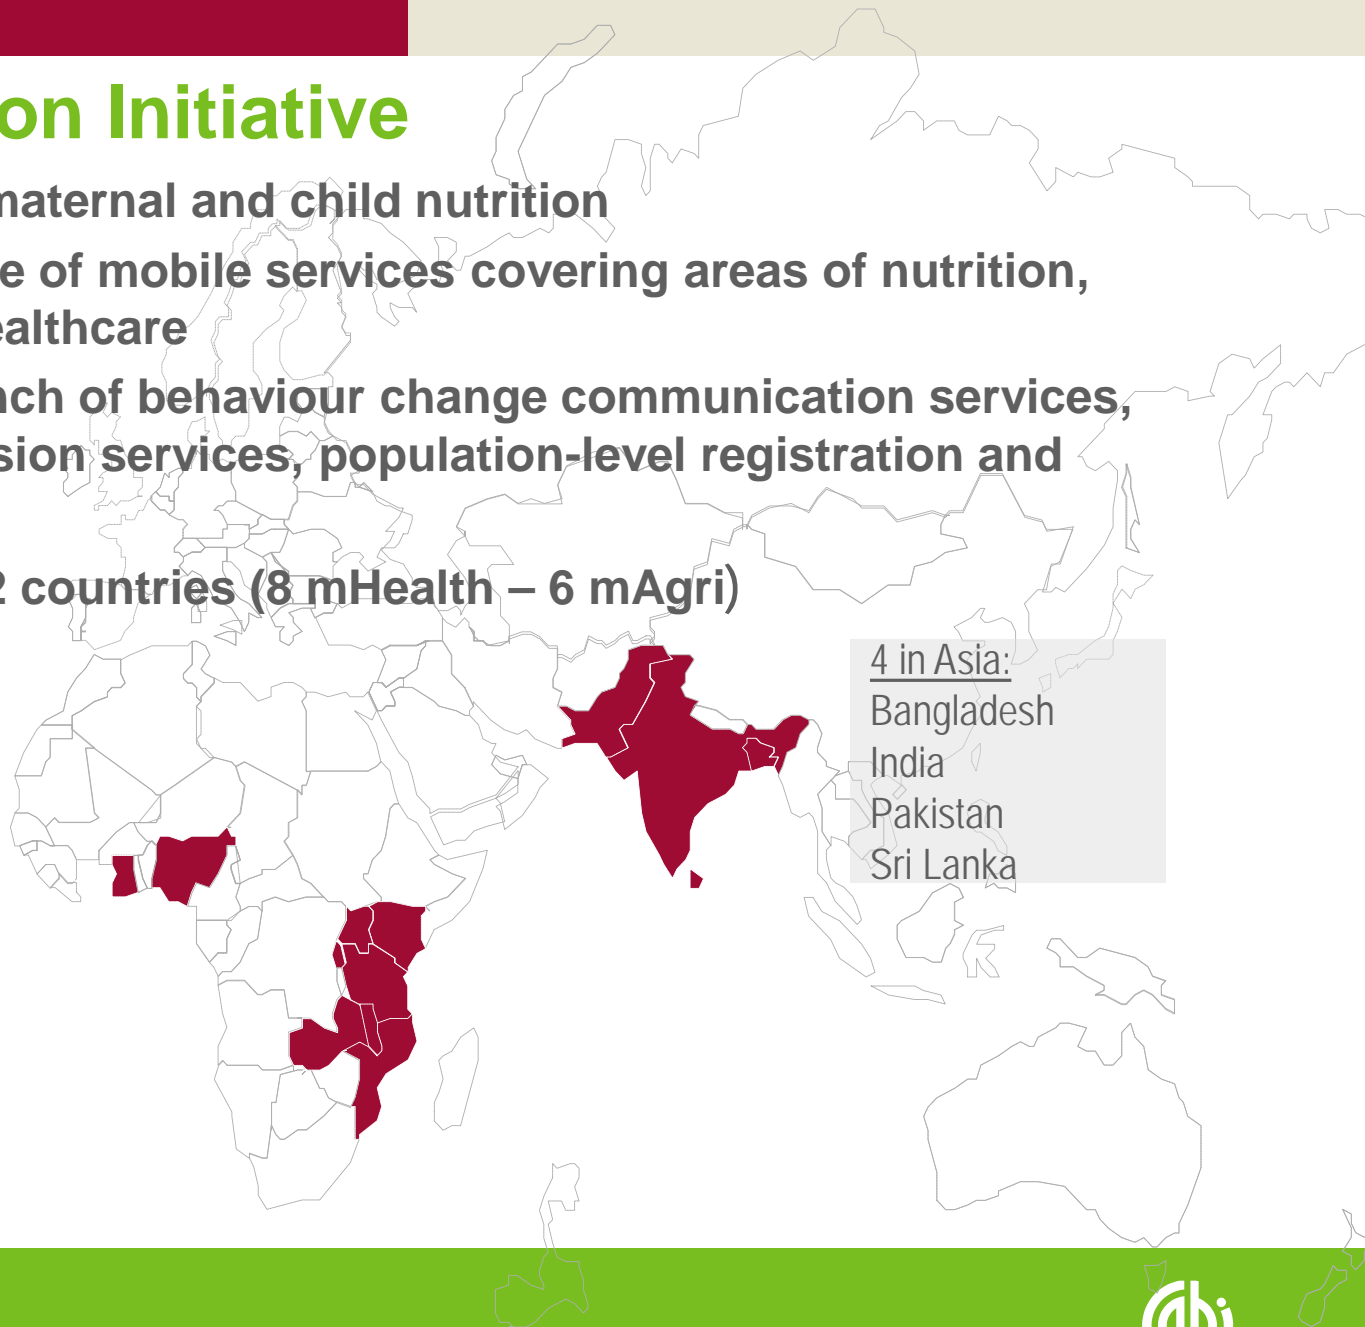 on Initiative
maternal and child nutrition
e of mobile services covering areas of nutrition,
ealthcare
nch of behaviour change communication services,
sion services, population-level registration and
2 countries (8 mHealth – 6 mAgri)
4 in Asia:
Bangladesh
India
Pakistan
Sri Lanka
cabi